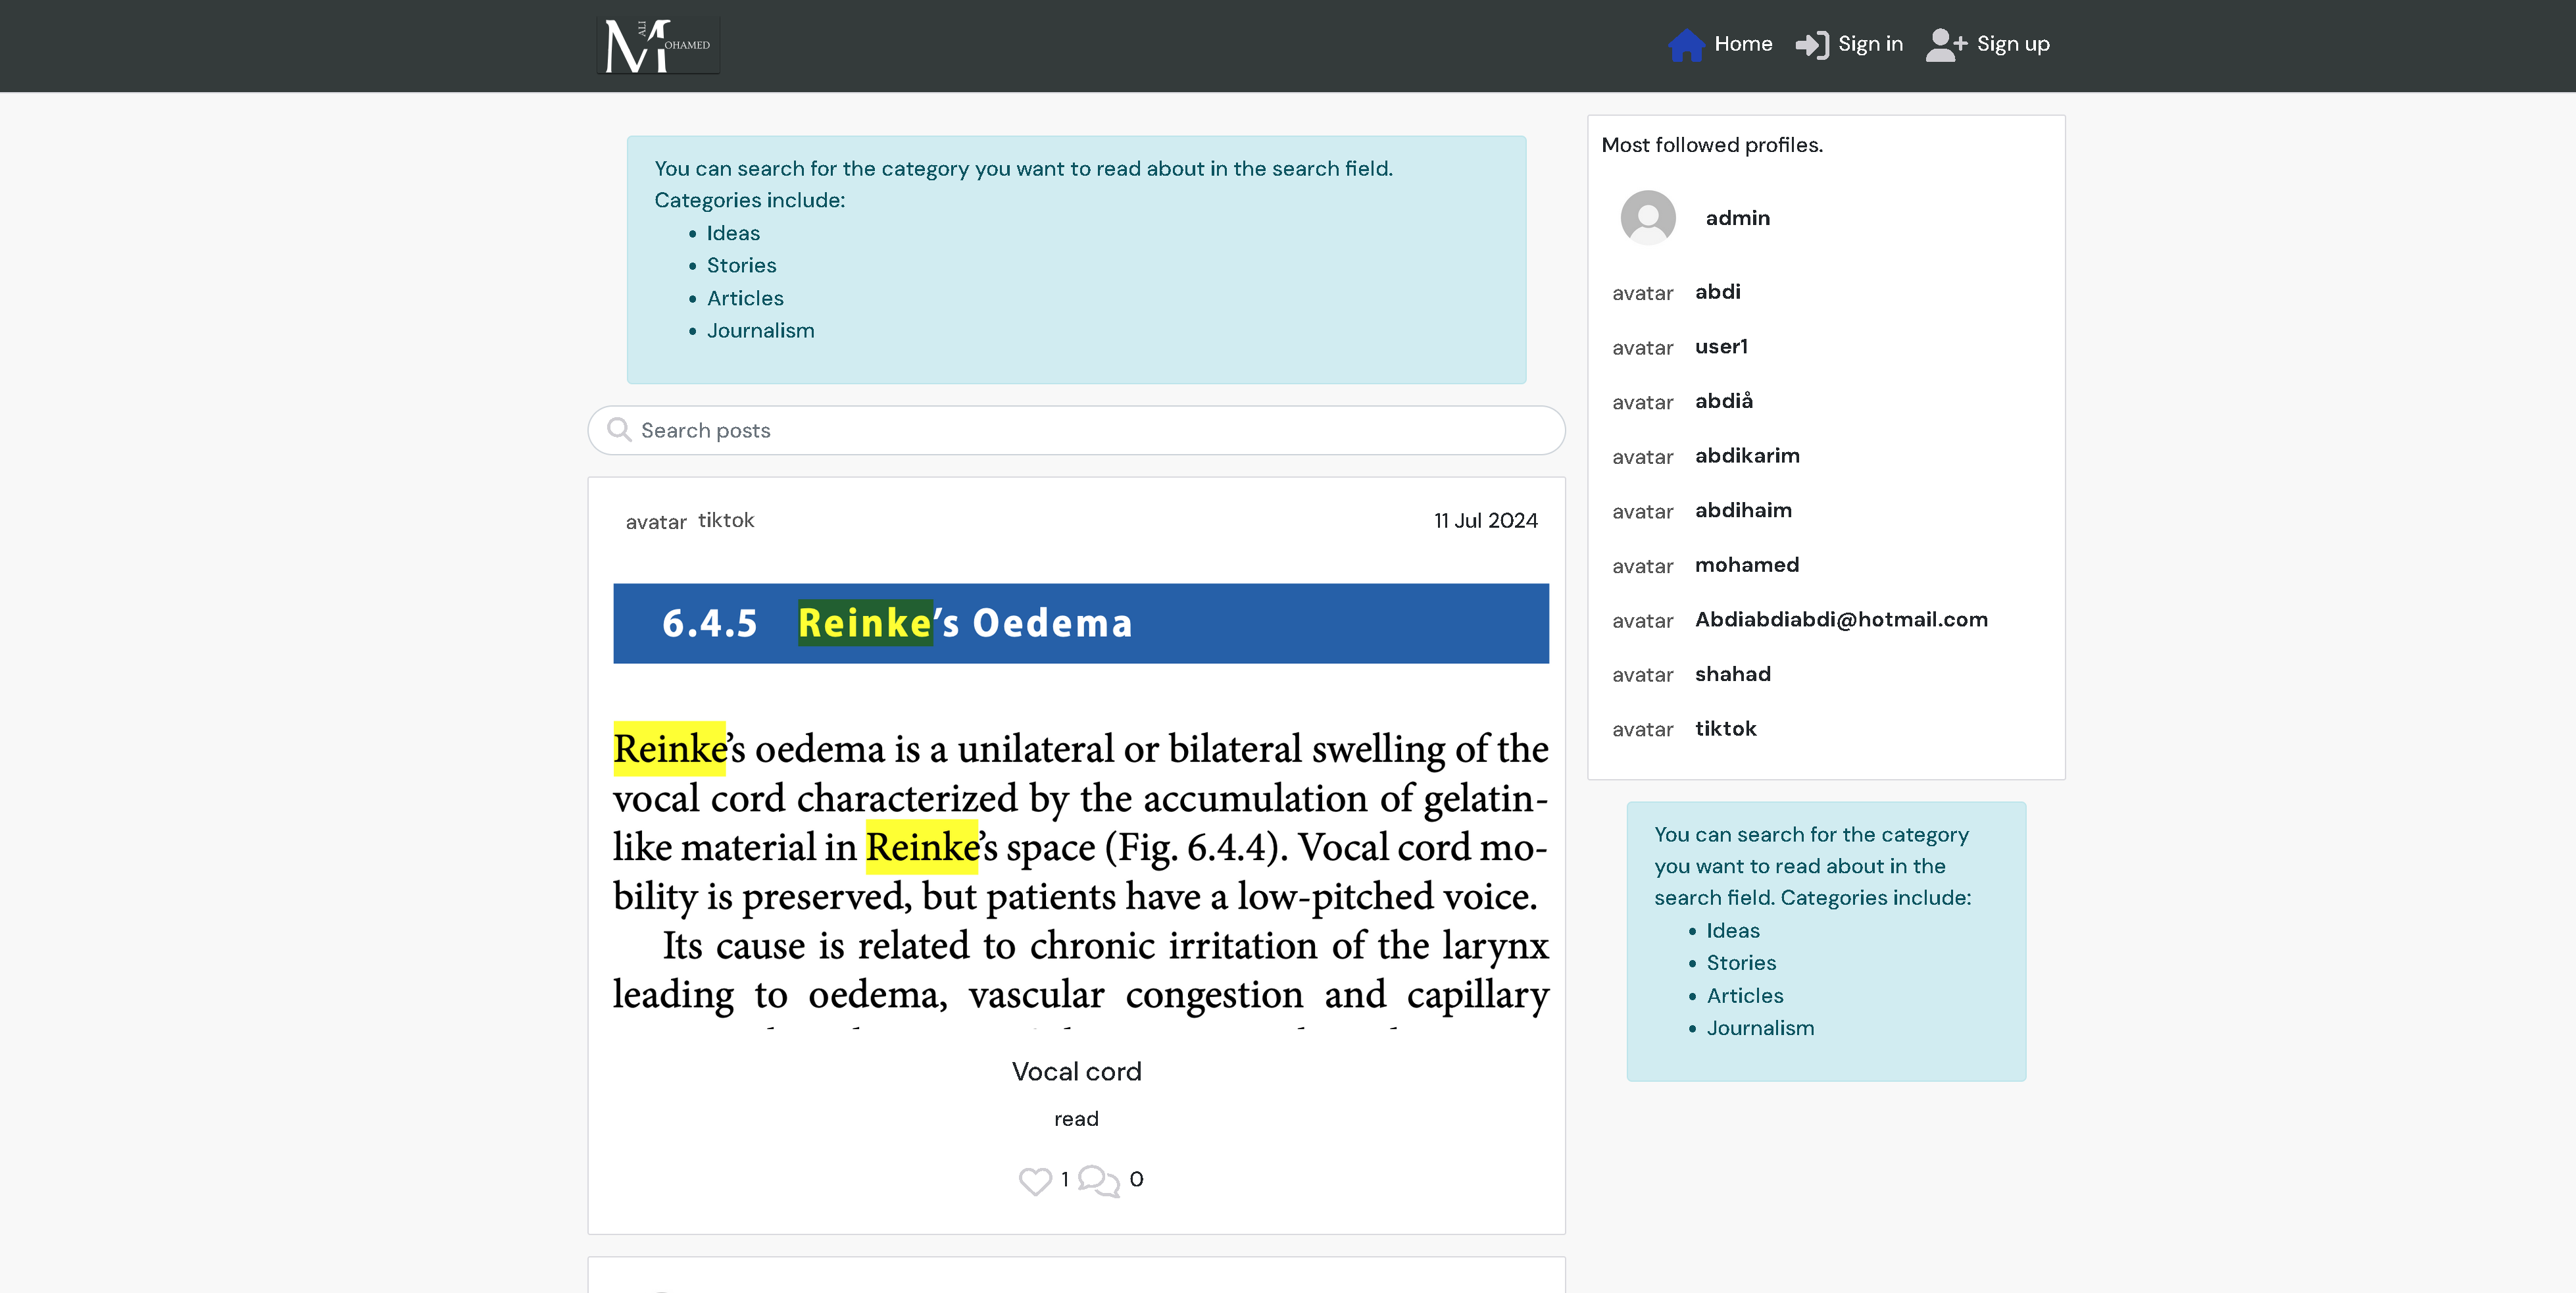 M ALI OHAMED
Home
Sign in
Sign up
You can search for the category you want to read about in the search field.
Categories include:
• Ideas
• Stories
• Articles
• Journalism
Search posts
avatar tiktok
11 Jul 2024
6.4.5 Reinke’s Oedema
Reinke’s oedema is a unilateral or bilateral swelling of the
vocal cord characterized by the accumulation of gelatin-
like material in Reinke’s space (Fig. 6.4.4). Vocal cord mo-
bility is preserved, but patients have a low-pitched voice.
Its cause is related to chronic irritation of the larynx
leading to oedema, vascular congestion and capillary
Vocal cord
read
1
0
Most followed profiles.
admin
avatar abdi
avatar user1
avatar abdiå
avatar abdikarim
avatar abdihaim
avatar mohamed
avatar Abdiabdiabdi@hotmail.com
avatar shahad
avatar tiktok
You can search for the category
you want to read about in the
search field. Categories include:
• Ideas
• Stories
• Articles
• Journalism